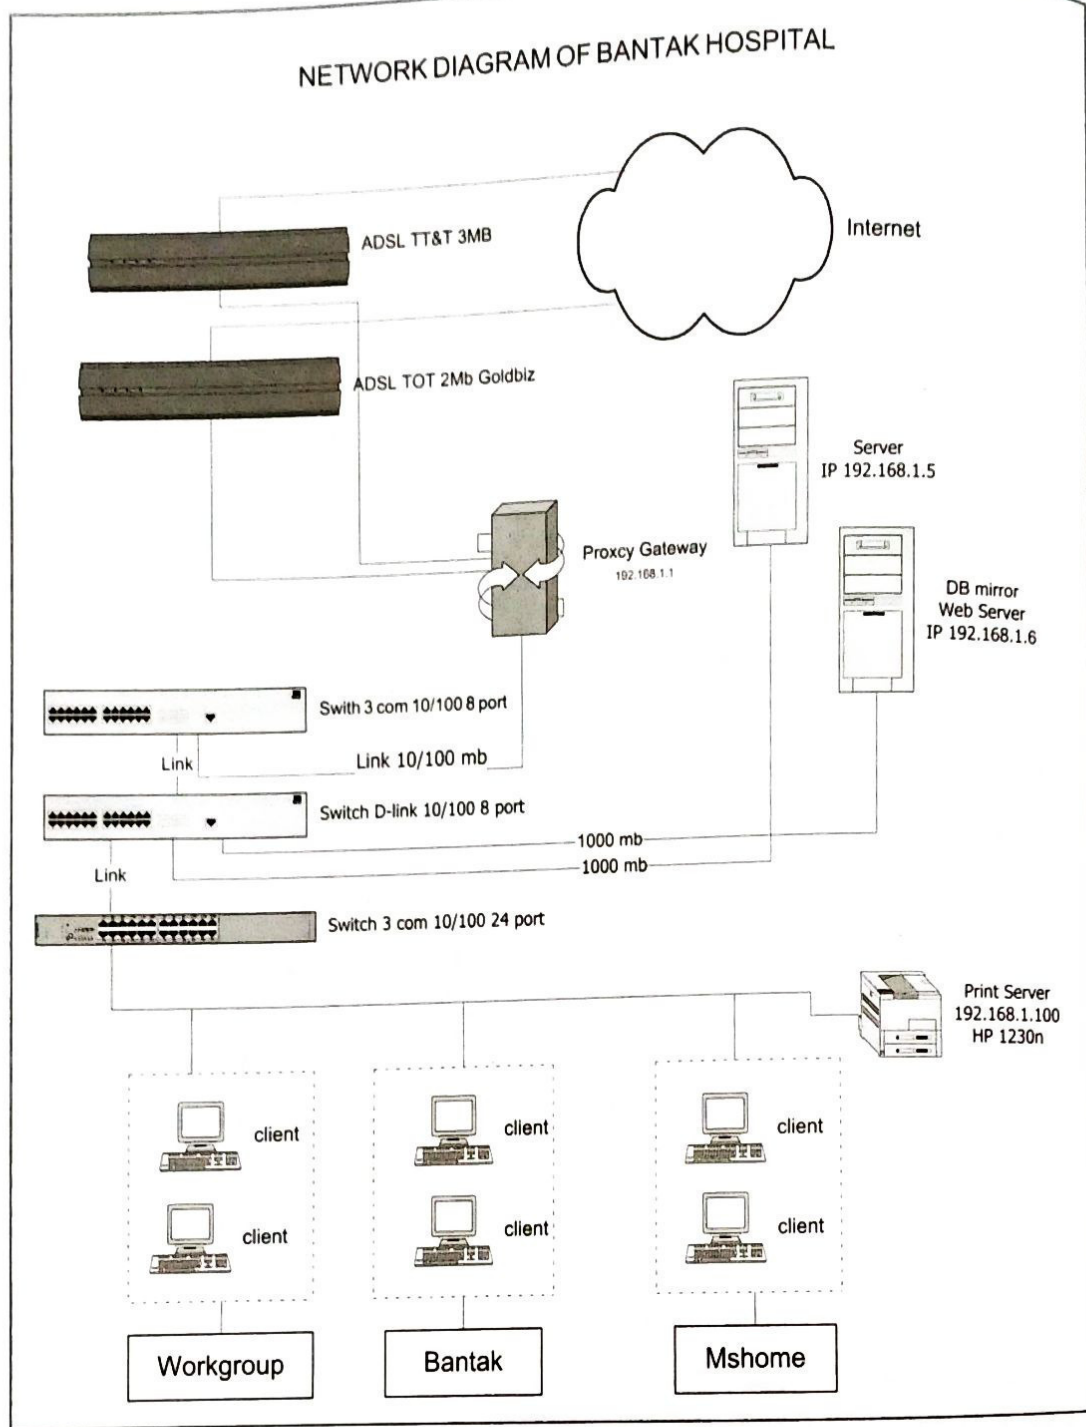 NETWORK DIAGRAM OF BANTAK HOSPITAL
Internet
ADSL TT&T 3MB
ADSL TOT 2Mb Goldbiz
Server
IP 192.168.1.5
Proxcy Gateway
192.168.1.1
DB mirror
Web Server
IP 192.168.1.6
Swith 3 com 10/100 8 port
Link
Link 10/100 mb
Switch D-link 10/100 8 port
1000 mb
1000 mb
Link
Switch 3 com 10/100 24 port
Print Server
192.168.1.100
HP 1230n
client
client
client
client
client
client
Workgroup
Bantak
Mshome